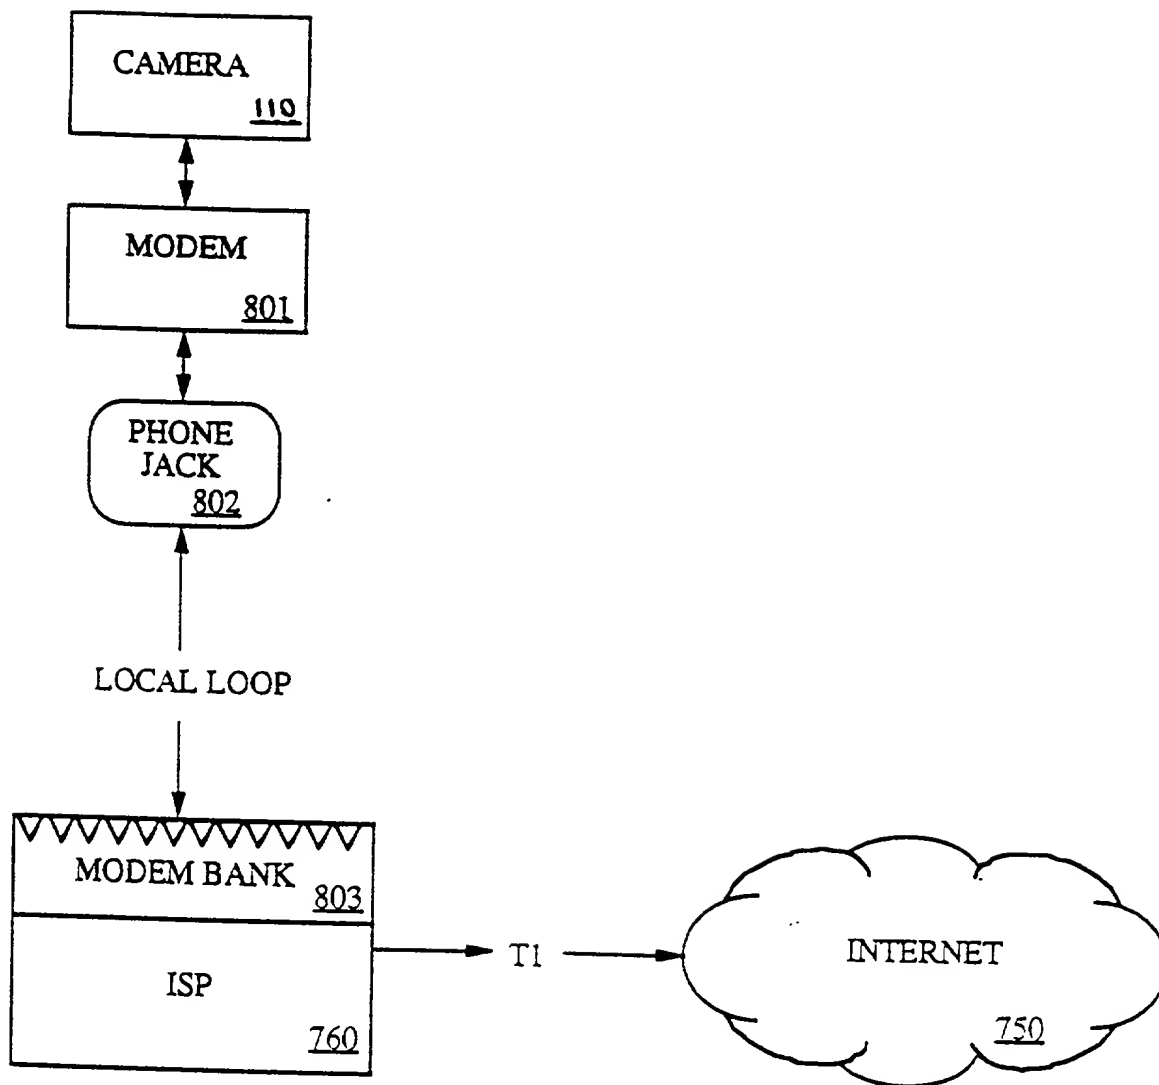 CAMERA
110
MODEM
801
PHONE
JACK
802
LOCAL LOOP
MODEM BANK
803
ISP
760
T1
INTERNET
750